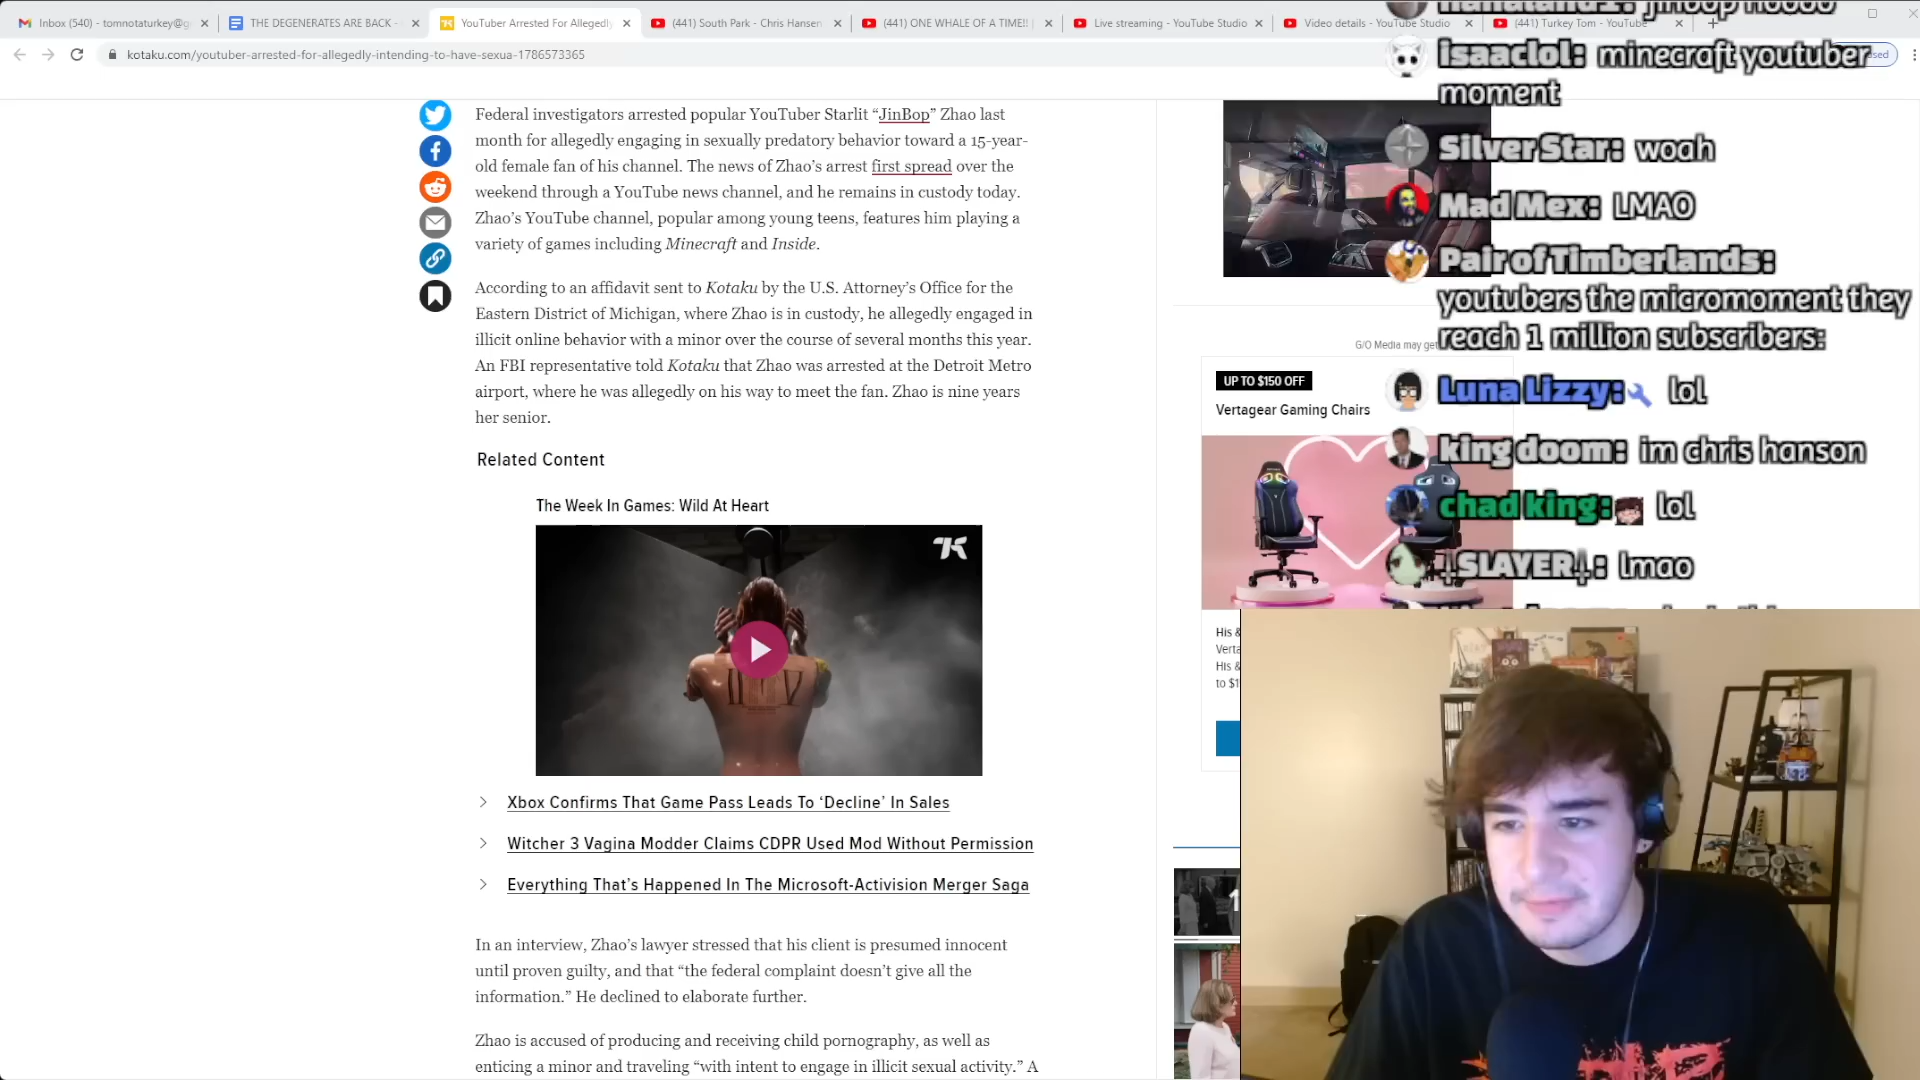 Inbox (540) - tomnotaturkey@g
THE DEGENERATES ARE BACK -
YouTuber Arrested For Allegedly
(441) South Park - Chris Hansen
(441) ONE WHALE OF A TIME!! |
Live streaming - YouTube Studio
Video details - YouTube Studio
(441) Turkey Tom - YouTube
kotaku.com/youtuber-arrested-for-allegedly-intending-to-have-sexua-1786573365
Federal investigators arrested popular YouTuber Starlit “JinBop” Zhao last
month for allegedly engaging in sexually predatory behavior toward a 15-year-
old female fan of his channel. The news of Zhao’s arrest first spread over the
weekend through a YouTube news channel, and he remains in custody today.
Zhao’s YouTube channel, popular among young teens, features him playing a
variety of games including Minecraft and Inside.
According to an affidavit sent to Kotaku by the U.S. Attorney’s Office for the
Eastern District of Michigan, where Zhao is in custody, he allegedly engaged in
illicit online behavior with a minor over the course of several months this year.
An FBI representative told Kotaku that Zhao was arrested at the Detroit Metro
airport, where he was allegedly on his way to meet the fan. Zhao is nine years
her senior.
Related Content
The Week In Games: Wild At Heart
Xbox Confirms That Game Pass Leads To ‘Decline’ In Sales
Witcher 3 Vagina Modder Claims CDPR Used Mod Without Permission
Everything That’s Happened In The Microsoft-Activision Merger Saga
In an interview, Zhao’s lawyer stressed that his client is presumed innocent
until proven guilty, and that “the federal complaint doesn’t give all the
information.” He declined to elaborate further.
Zhao is accused of producing and receiving child pornography, as well as
enticing a minor and traveling “with intent to engage in illicit sexual activity.” A
G/O Media may get
UP TO $150 OFF
Vertagear Gaming Chairs
His &
Verta
His &
to $1
jinbop noooo
isaaclol: minecraft youtuber
moment
Silver Star: woah
Mad Mex: LMAO
Pair of Timberlands:
youtubers the micromoment they
reach 1 million subscribers:
Luna Lizzy: lol
king doom: im chris hanson
chad king: lol
⸸SLAYER⸸: lmao